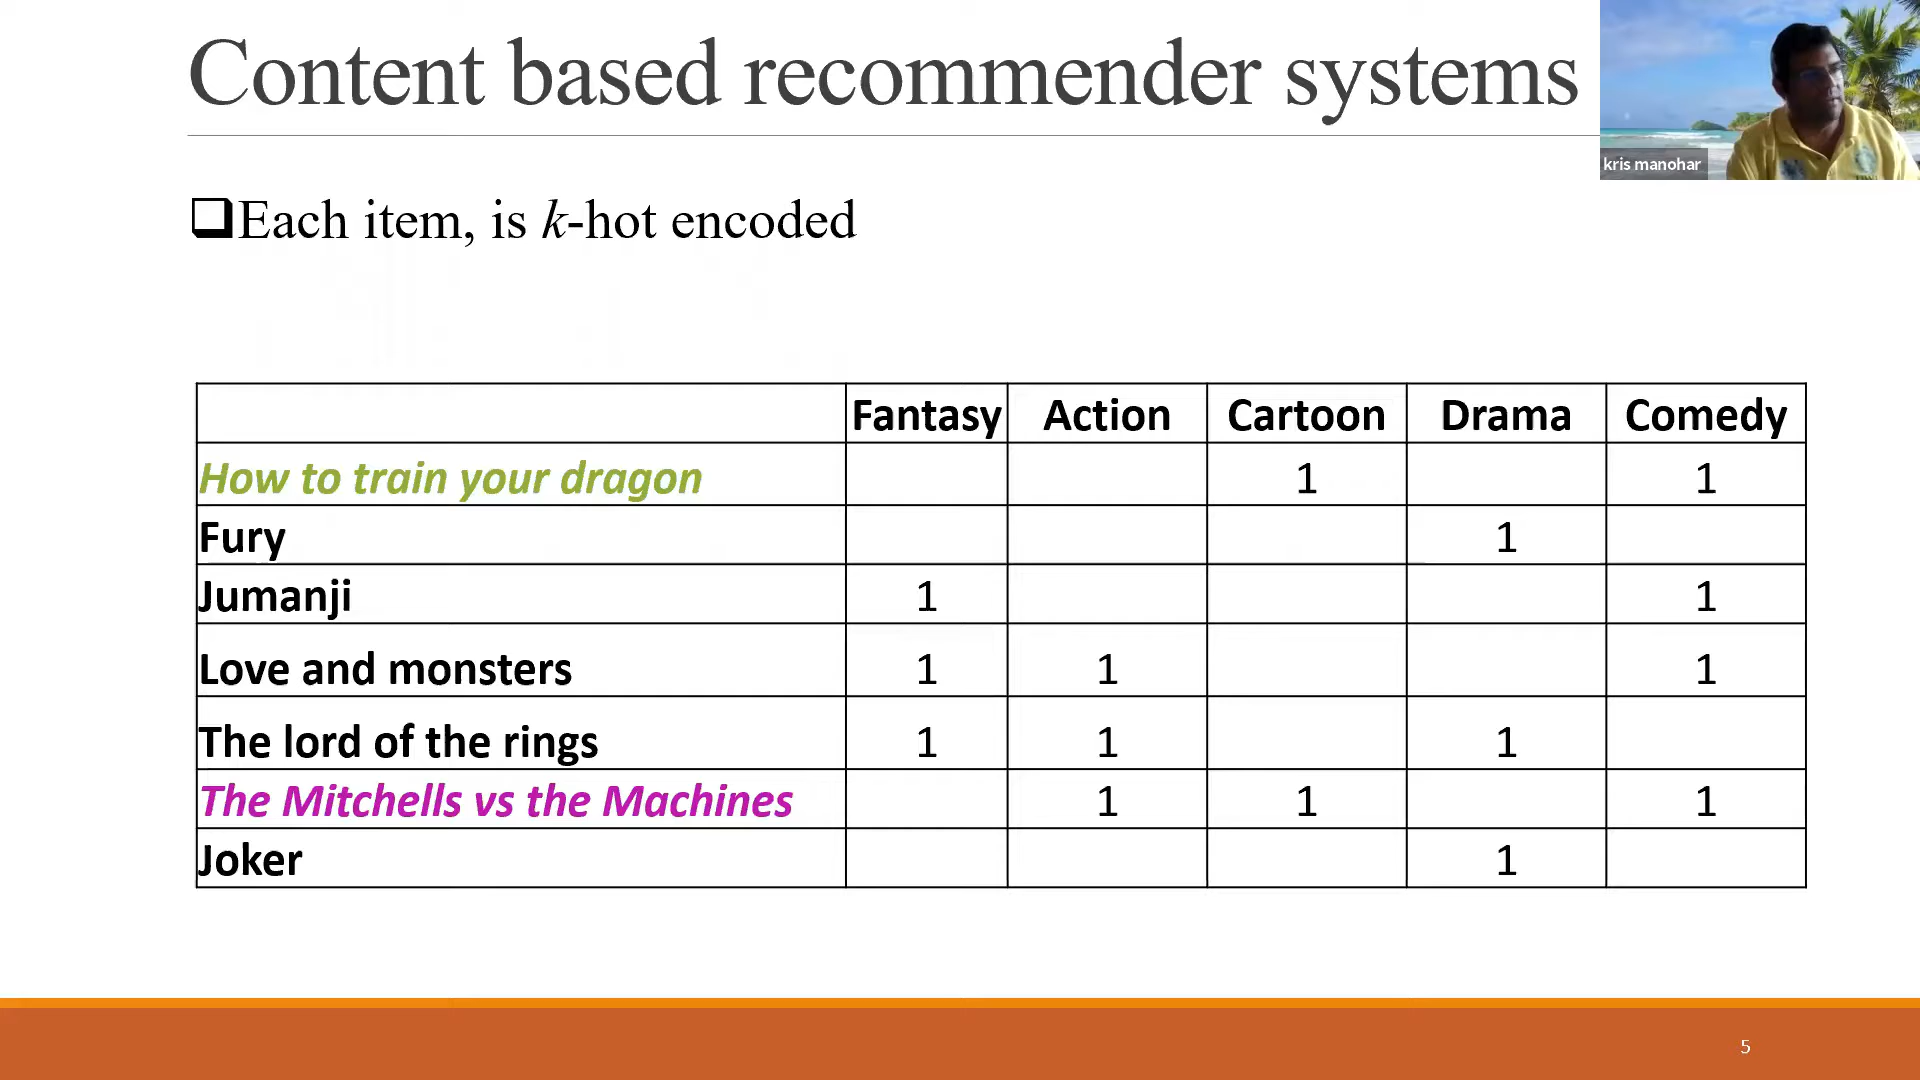 Content based recommender systems
kris manohar
❑Each item, is k-hot encoded
Fantasy Action Cartoon Drama Comedy
How to train your dragon 1 1
Fury 1
Jumanji 1 1
Love and monsters 1 1 1
The lord of the rings 1 1 1
The Mitchells vs the Machines 1 1 1
Joker 1
5